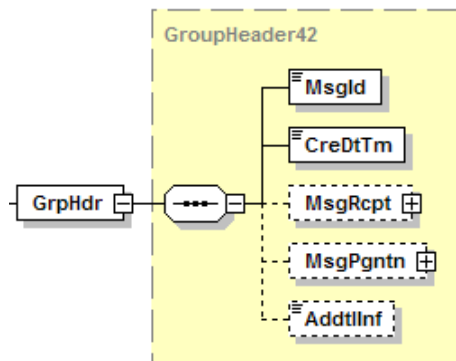 GroupHeader42
MsgId
CreDtTm
GrpHdr
MsgRcpt
MsgPgntn
AddtlInf